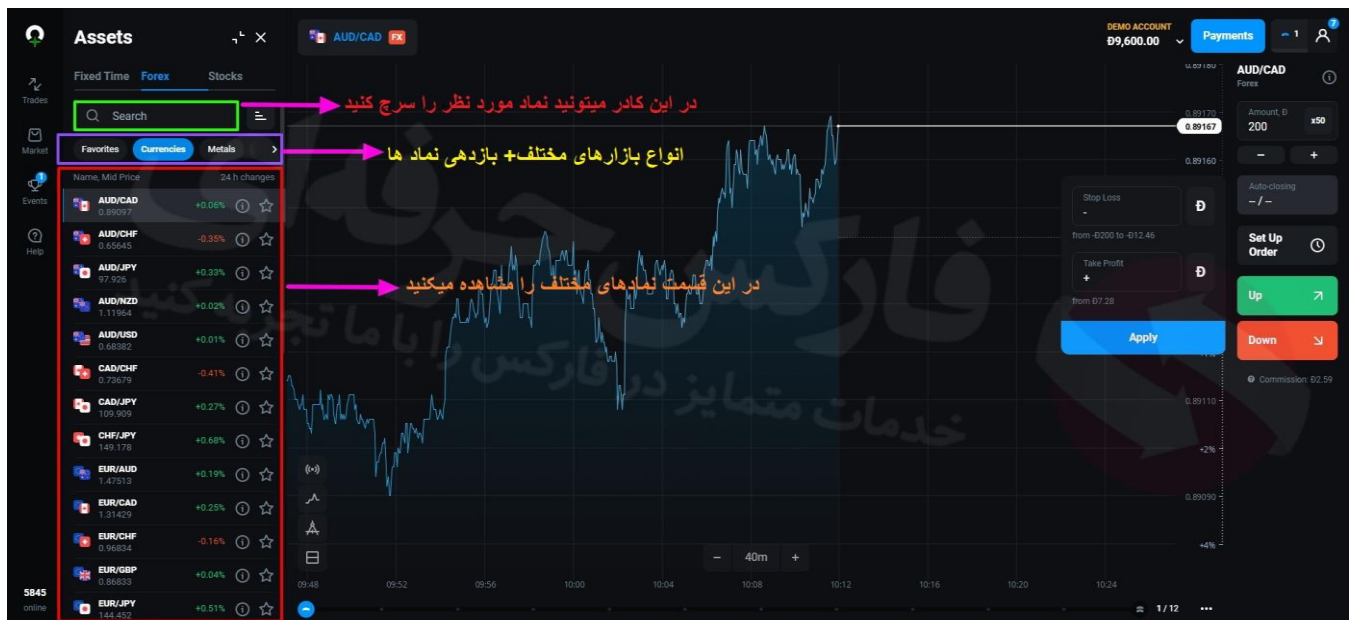 Assets
AUD/CAD FX
DEMO ACCOUNT
Đ9,600.00
Payments
1
7
Fixed Time Forex Stocks
Trades
Search
در این کادر میتونید نماد مورد نظر را سرچ کنید
Market
Favorites Currencies Metals
انواع بازارهای مختلف+ بازدهی نماد ها
Events
1
Help
Name, Mid Price 24 h changes
AUD/CAD +0.06%
0.89097
AUD/CHF -0.35%
0.65645
AUD/JPY +0.33%
97.926
در این قسمت نمادهای مختلف را مشاهده میکنید
AUD/NZD +0.02%
1.11964
AUD/USD +0.01%
0.68382
CAD/CHF -0.41%
0.73679
CAD/JPY +0.27%
109.909
CHF/JPY +0.68%
149.178
EUR/AUD +0.19%
1.47513
EUR/CAD +0.25%
1.31429
EUR/CHF -0.16%
0.96834
EUR/GBP +0.04%
0.86833
EUR/JPY +0.51%
144.452
5845
online
فارکس حرفه‌ای
خدمات متمایز در فارکس را با ما تجربه کنید
0.89180
0.89170
0.89167
0.89160
0.89110
+2%
0.89090
+4%
Stop Loss
-
Đ
from -Đ200 to -Đ12.46
Take Profit
+
Đ
from Đ7.28
Apply
AUD/CAD
Forex
Amount, Đ
200 x50
- +
Auto-closing
– / –
Set Up
Order
Up
Down
Commission: Đ2.59
- 40m +
09:48 09:52 09:56 10:00 10:04 10:08 10:12 10:16 10:20 10:24
1 / 12